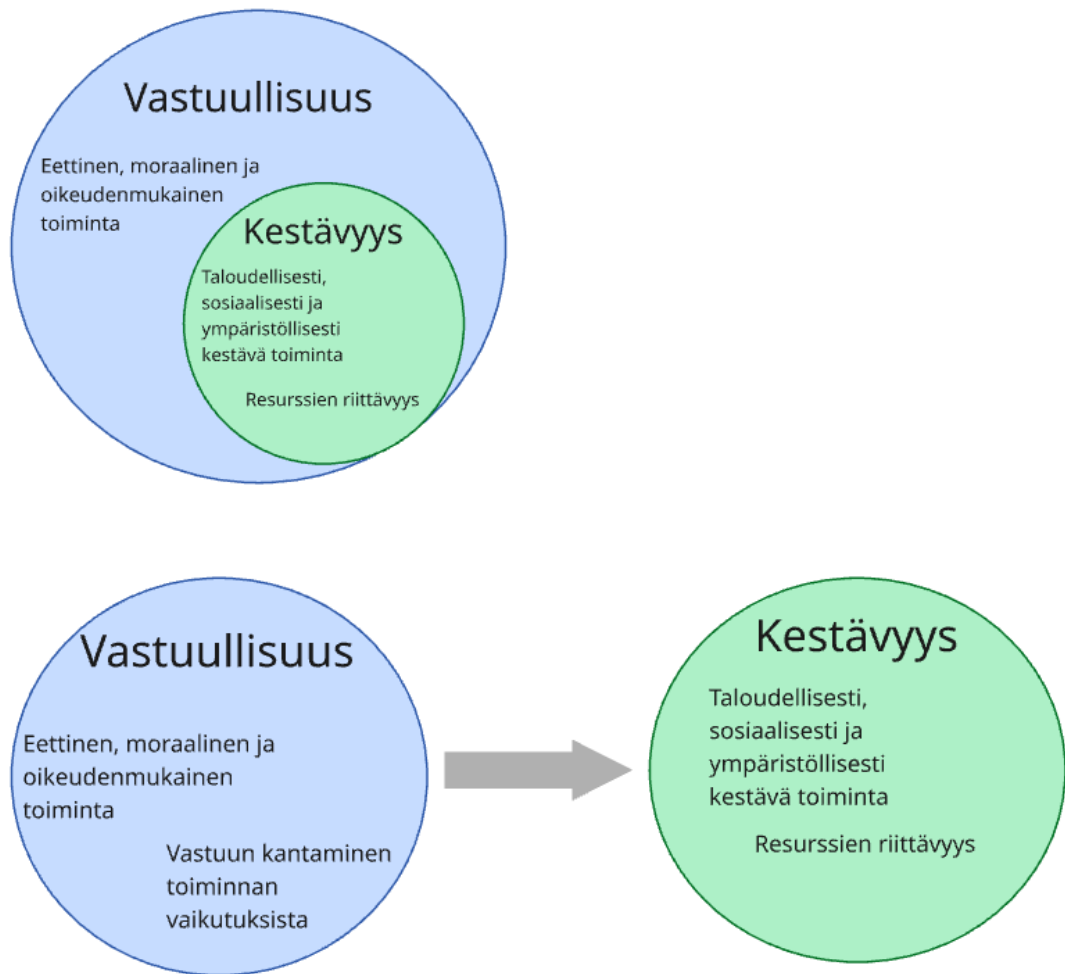 Vastuullisuus
Eettinen, moraalinen ja
oikeudenmukainen
toiminta
Kestävyys
Taloudellisesti,
sosiaalisesti ja
ympäristöllisesti
kestävä toiminta
Resurssien riittävyys
Vastuullisuus
Eettinen, moraalinen ja
oikeudenmukainen
toiminta
Vastuun kantaminen
toiminnan
vaikutuksista
Kestävyys
Taloudellisesti,
sosiaalisesti ja
ympäristöllisesti
kestävä toiminta
Resurssien riittävyys